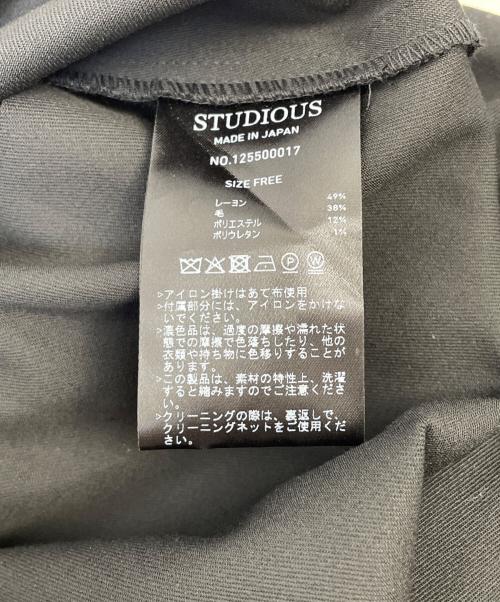 STUDIOUS
MADE IN JAPAN
NO.125500017
SIZE FREE
レーヨン 49%
毛 38%
ポリエステル 12%
ポリウレタン 1%
>アイロン掛けはあて布使用
>付属部分には、アイロンをかけな
いでください。
>濃色品は、過度の摩擦や濡れた状
態での摩擦で色落ちしたり、他の
衣類や持ち物に色移りすることが
あります。
>この製品は、素材の特性上、洗濯
すると縮みますのでご注意くださ
い。
>クリーニングの際は、裏返しで、
クリーニングネットをご使用くだ
さい。